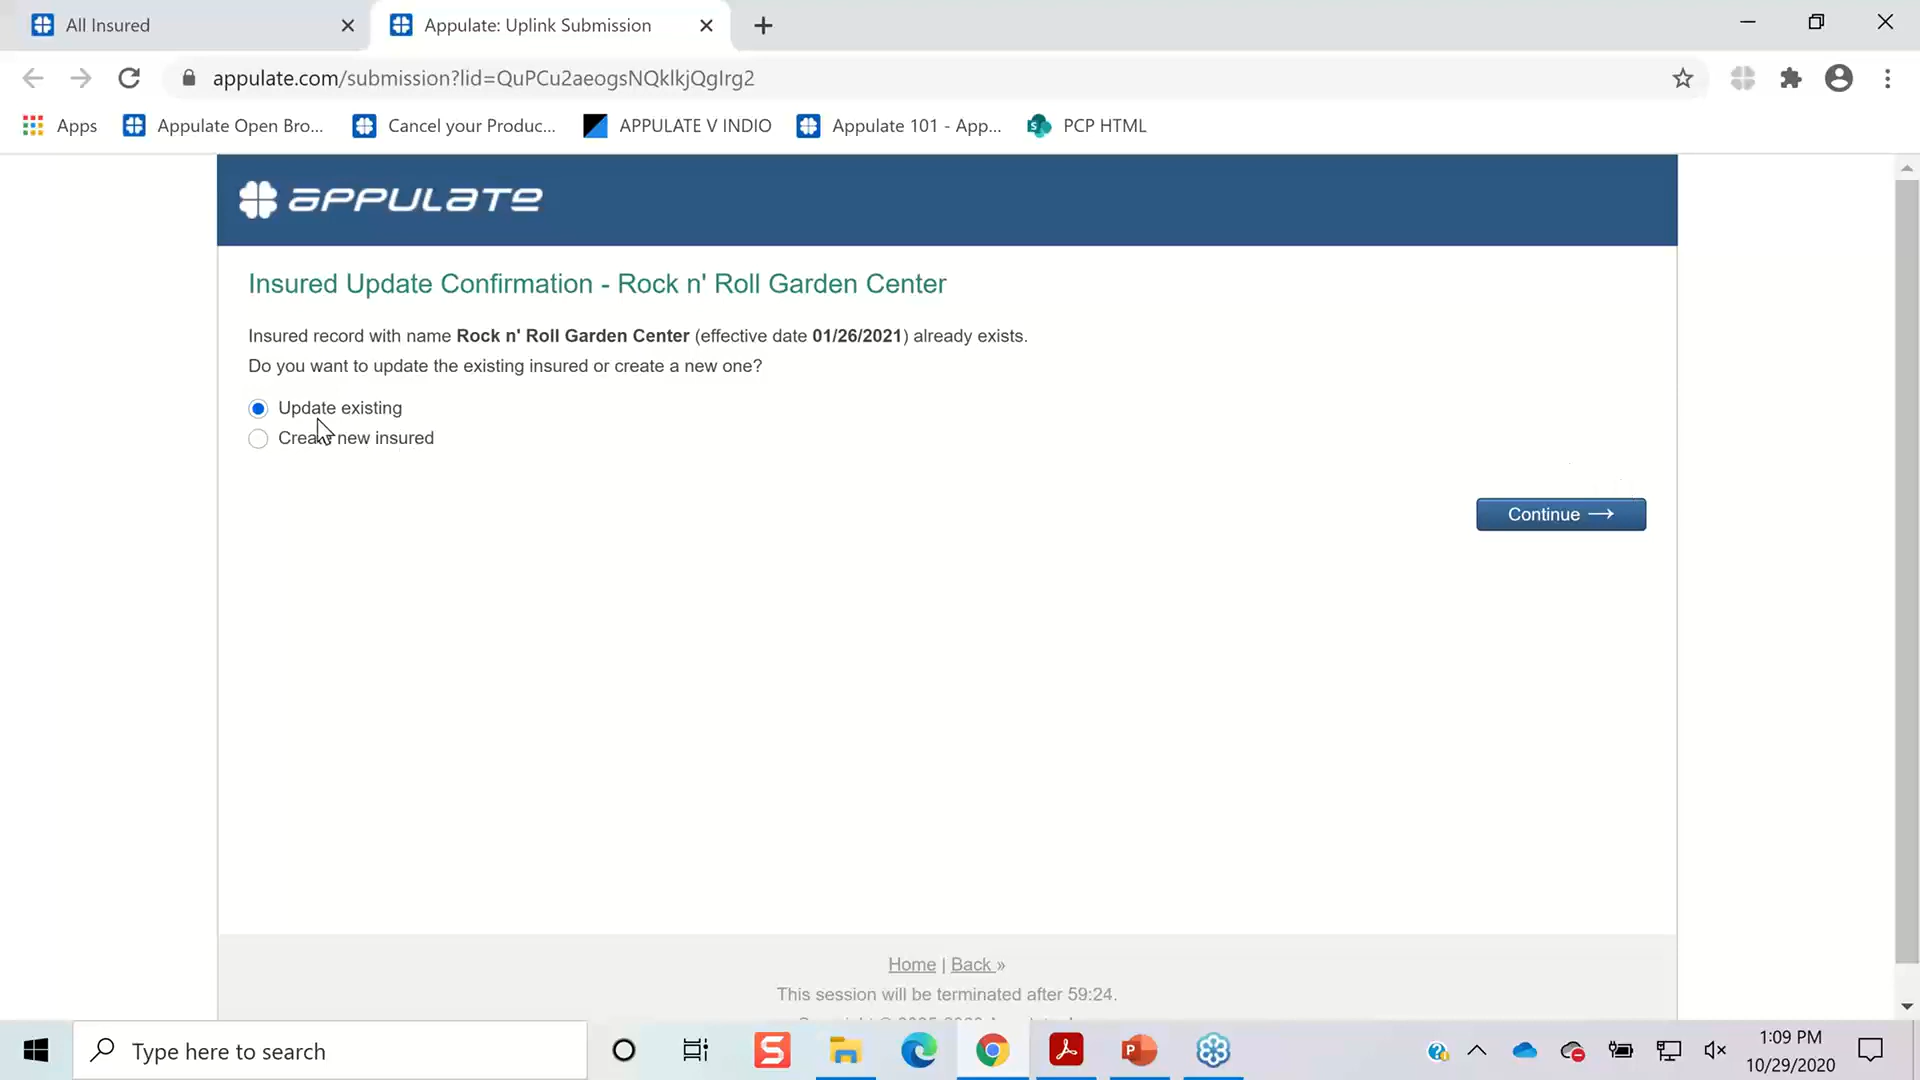 All Insured
Appulate: Uplink Submission
appulate.com/submission?lid=QuPCu2aeogsNQklkjQgIrg2
Apps
Appulate Open Bro...
Cancel your Produc...
APPULATE V INDIO
Appulate 101 - App...
PCP HTML
APPULATE
Insured Update Confirmation - Rock n' Roll Garden Center
Insured record with name Rock n' Roll Garden Center (effective date 01/26/2021) already exists.
Do you want to update the existing insured or create a new one?
Update existing
Create new insured
Continue →
Home | Back »
This session will be terminated after 59:24.
Type here to search
1:09 PM
10/29/2020